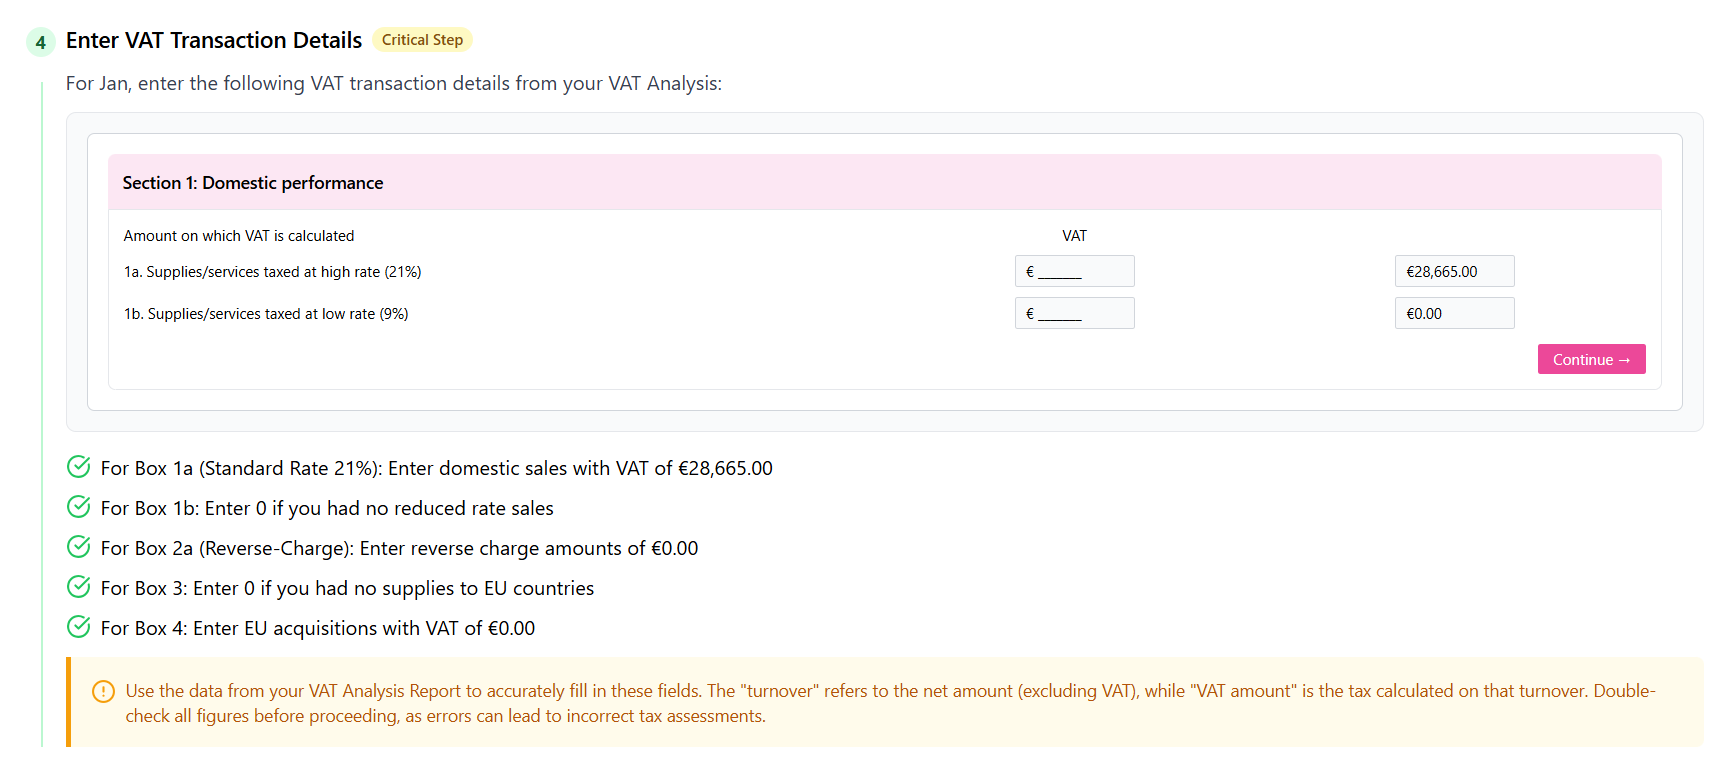 4 Enter VAT Transaction Details Critical Step
For Jan, enter the following VAT transaction details from your VAT Analysis:
Section 1: Domestic performance
Amount on which VAT is calculated VAT
1a. Supplies/services taxed at high rate (21%) € ______ €28,665.00
1b. Supplies/services taxed at low rate (9%) € ______ €0.00
Continue →
For Box 1a (Standard Rate 21%): Enter domestic sales with VAT of €28,665.00
For Box 1b: Enter 0 if you had no reduced rate sales
For Box 2a (Reverse-Charge): Enter reverse charge amounts of €0.00
For Box 3: Enter 0 if you had no supplies to EU countries
For Box 4: Enter EU acquisitions with VAT of €0.00
Use the data from your VAT Analysis Report to accurately fill in these fields. The "turnover" refers to the net amount (excluding VAT), while "VAT amount" is the tax calculated on that turnover. Double-
check all figures before proceeding, as errors can lead to incorrect tax assessments.